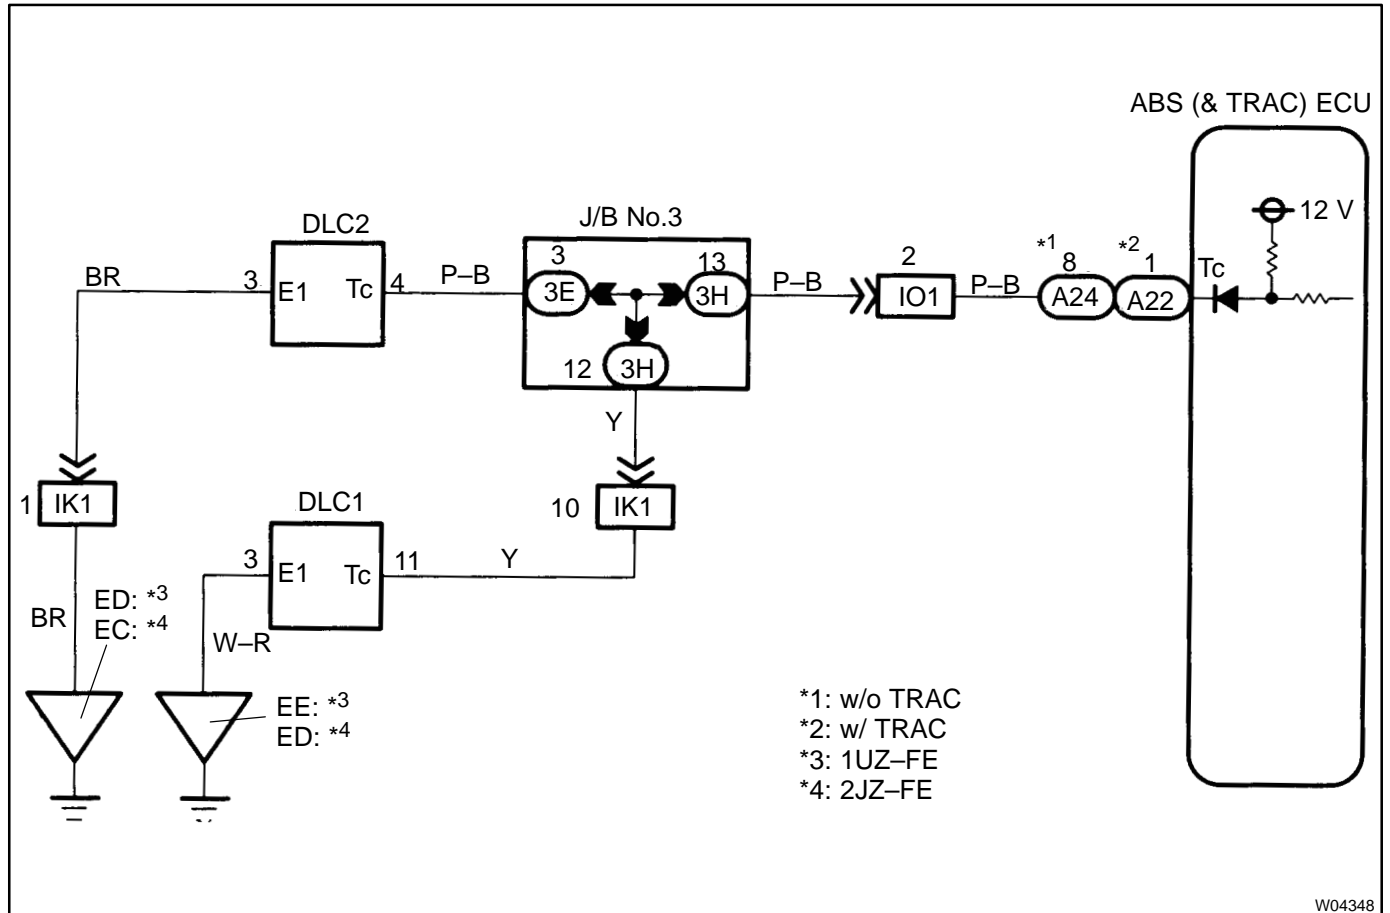 ABS (& TRAC) ECU
DLC2
J/B No.3
12 V
BR
3
E1
Tc
4
P–B
3
3E
13
3H
P–B
2
IO1
P–B
*1
8
A24
*2
1
A22
Tc
12
3H
Y
1
IK1
DLC1
10
IK1
3
E1
Tc
11
Y
BR
ED: *3
EC: *4
W–R
EE: *3
ED: *4
*1: w/o TRAC
*2: w/ TRAC
*3: 1UZ–FE
*4: 2JZ–FE
W04348